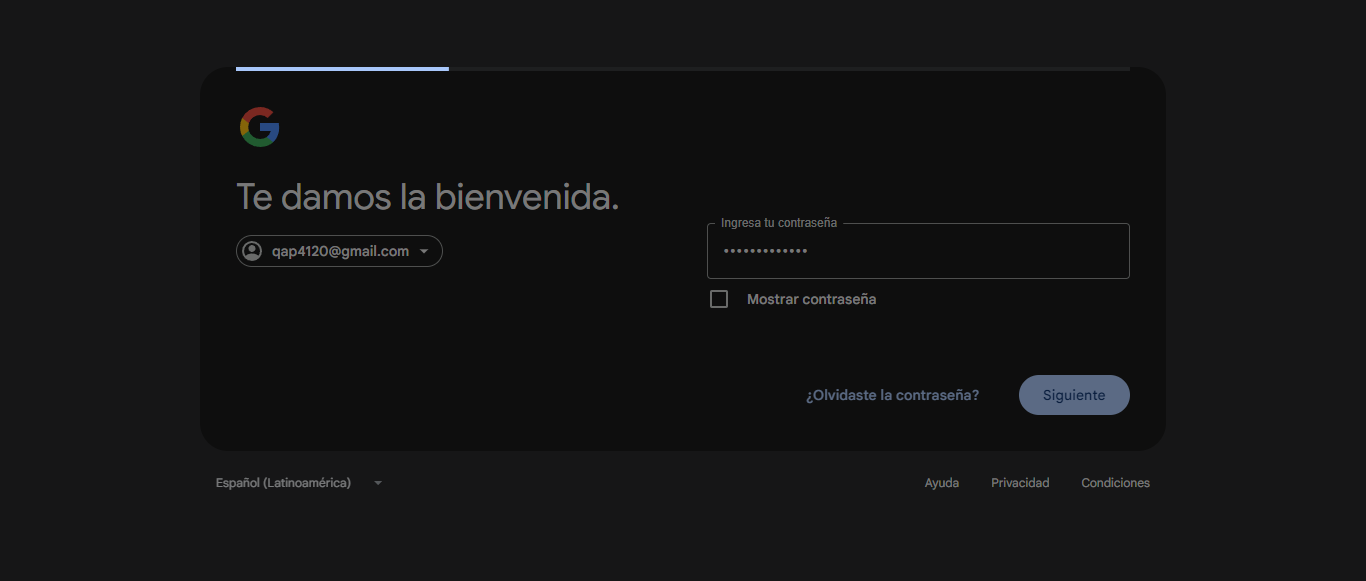 Te damos la bienvenida.
qap4120@gmail.com
Ingresa tu contraseña
•••••••••••••
Mostrar contraseña
¿Olvidaste la contraseña?
Siguiente
Español (Latinoamérica)
Ayuda
Privacidad
Condiciones